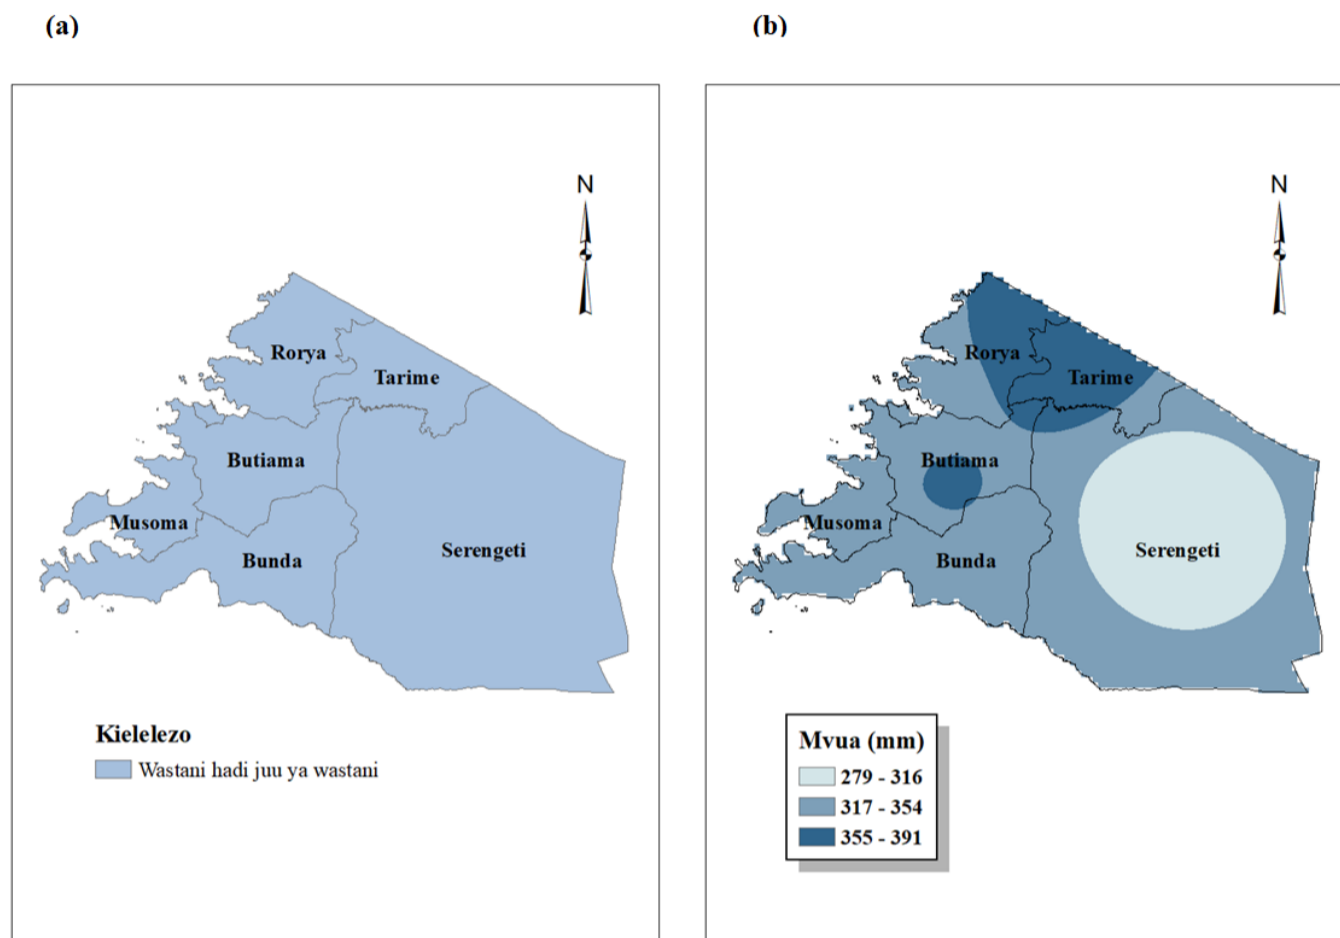 (a)
N
Rorya
Tarime
Butiama
Musoma
Bunda
Serengeti
Kielelezo
Wastani hadi juu ya wastani
(b)
N
Rorya
Tarime
Butiama
Musoma
Bunda
Serengeti
Mvua (mm)
279 - 316
317 - 354
355 - 391